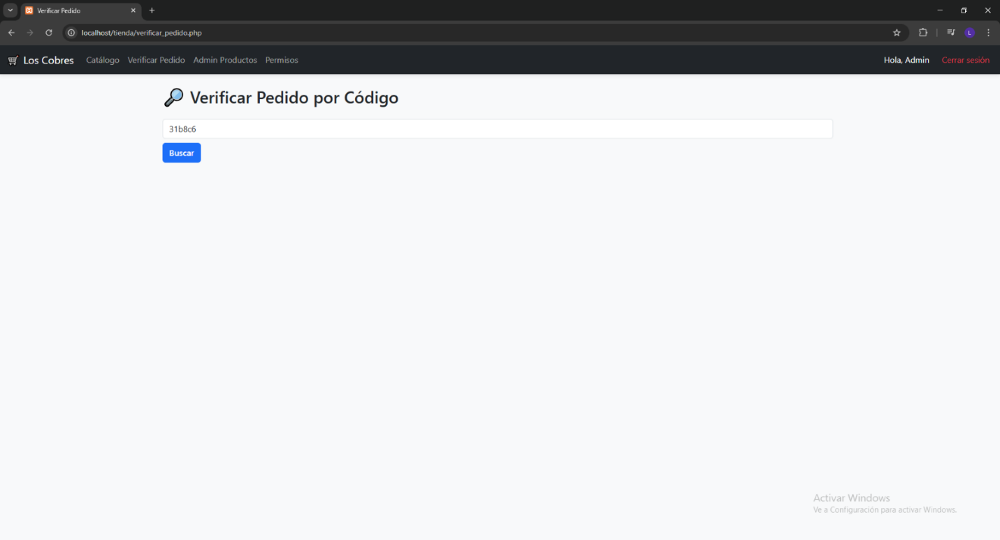 Verificar Pedido
localhost/tienda/verificar_pedido.php
L
Los Cobres Catálogo Verificar Pedido Admin Productos Permisos Hola, Admin Cerrar sesión
Verificar Pedido por Código
31b8c6
Buscar
Activar Windows
Ve a Configuración para activar Windows.